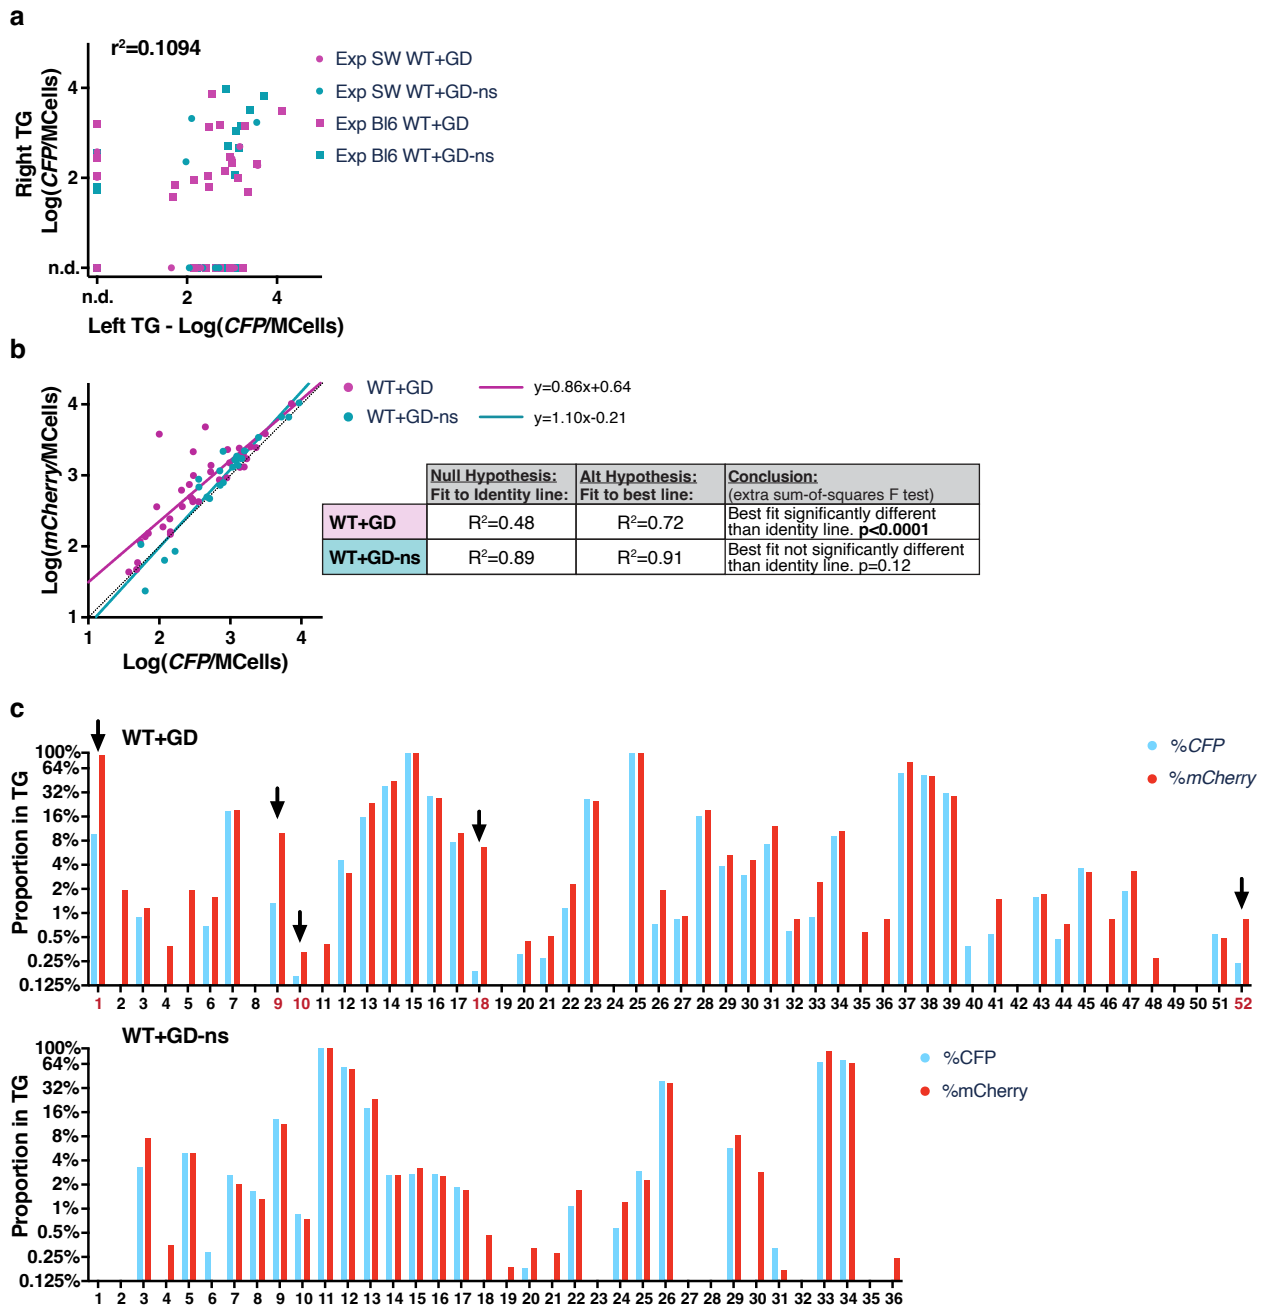 a
r²=0.1094
Right TG
Log(CFP/MCells)
4
2
n.d.
n.d.
2
4
Left TG - Log(CFP/MCells)
Exp SW WT+GD
Exp SW WT+GD-ns
Exp Bl6 WT+GD
Exp Bl6 WT+GD-ns
b
Log(mCherry/MCells)
4
3
2
1
1
2
3
4
Log(CFP/MCells)
WT+GD
y=0.86x+0.64
WT+GD-ns
y=1.10x-0.21
Null Hypothesis:
Fit to Identity line:
Alt Hypothesis:
Fit to best line:
Conclusion:
(extra sum-of-squares F test)
WT+GD
R²=0.48
R²=0.72
Best fit significantly different
than identity line. p<0.0001
WT+GD-ns
R²=0.89
R²=0.91
Best fit not significantly different
than identity line. p=0.12
c
WT+GD
%CFP
%mCherry
Proportion in TG
100%
64%
32%
16%
8%
4%
2%
1%
0.5%
0.25%
0.125%
1 2 3 4 5 6 7 8 9 10 11 12 13 14 15 16 17 18 19 20 21 22 23 24 25 26 27 28 29 30 31 32 33 34 35 36 37 38 39 40 41 42 43 44 45 46 47 48 49 50 51 52
WT+GD-ns
%CFP
%mCherry
Proportion in TG
100%
64%
32%
16%
8%
4%
2%
1%
0.5%
0.25%
0.125%
1 2 3 4 5 6 7 8 9 10 11 12 13 14 15 16 17 18 19 20 21 22 23 24 25 26 27 28 29 30 31 32 33 34 35 36